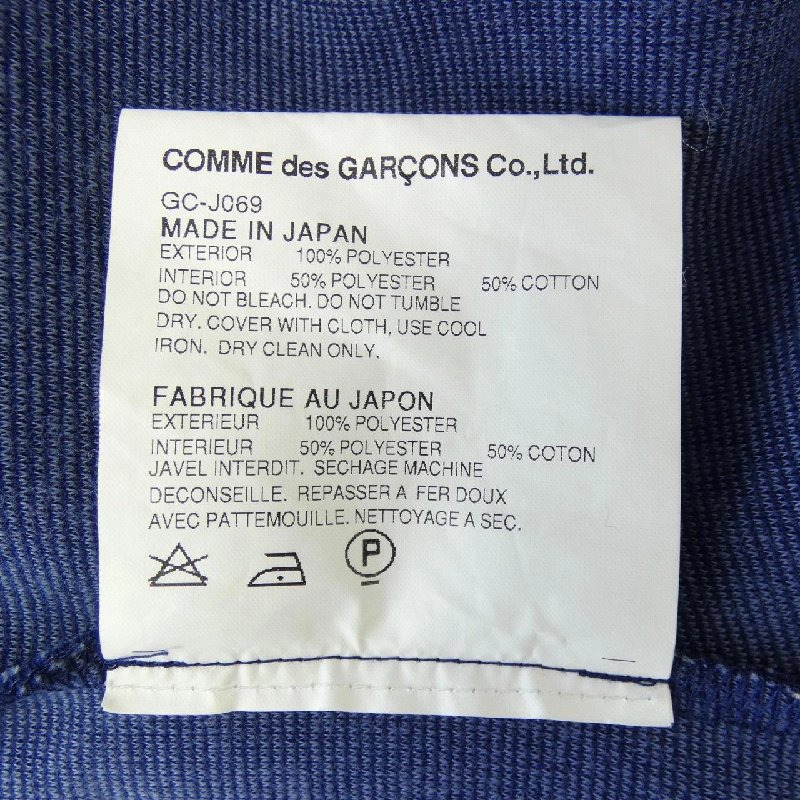 COMME des GARÇONS Co.,Ltd.
GC-J069
MADE IN JAPAN
EXTERIOR 100% POLYESTER
INTERIOR 50% POLYESTER 50% COTTON
DO NOT BLEACH. DO NOT TUMBLE
DRY. COVER WITH CLOTH, USE COOL
IRON. DRY CLEAN ONLY.
FABRIQUE AU JAPON
EXTERIEUR 100% POLYESTER
INTERIEUR 50% POLYESTER 50% COTON
JAVEL INTERDIT. SECHAGE MACHINE
DECONSEILLE. REPASSER A FER DOUX
AVEC PATTEMOUILLE. NETTOYAGE A SEC.
P